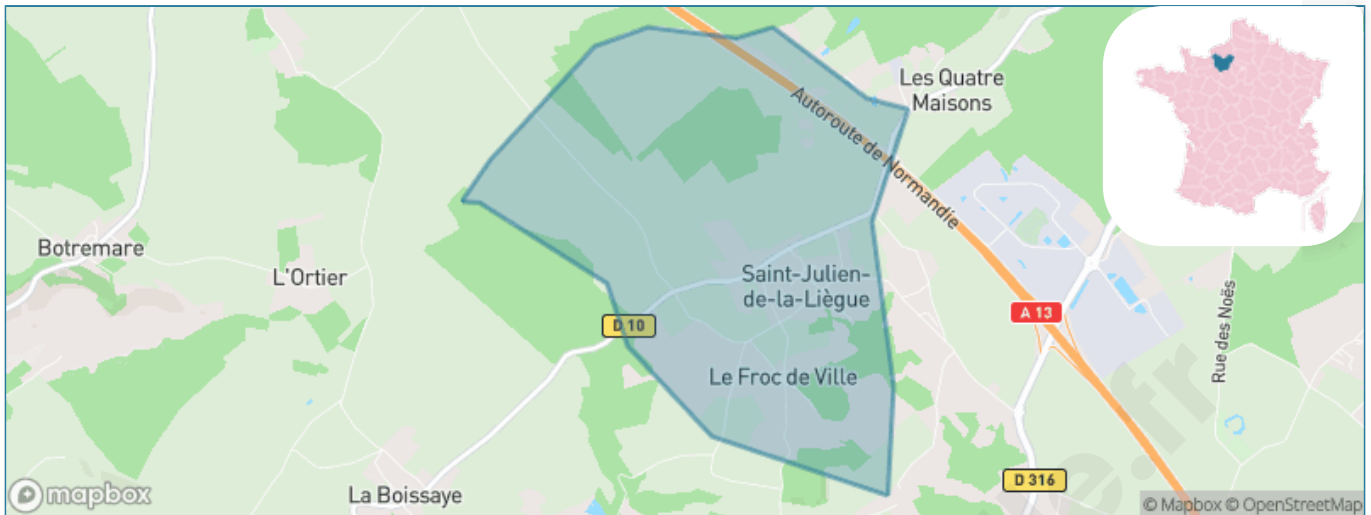 Les Quatre
Maisons
Autoroute de Normandie
Botremare
L'Ortier
Saint-Julien-
de-la-Liègue
A 13
D 10
Rue des Noës
Le Froc de Ville
La Boissaye
D 316
mapbox
© Mapbox © OpenStreetMap